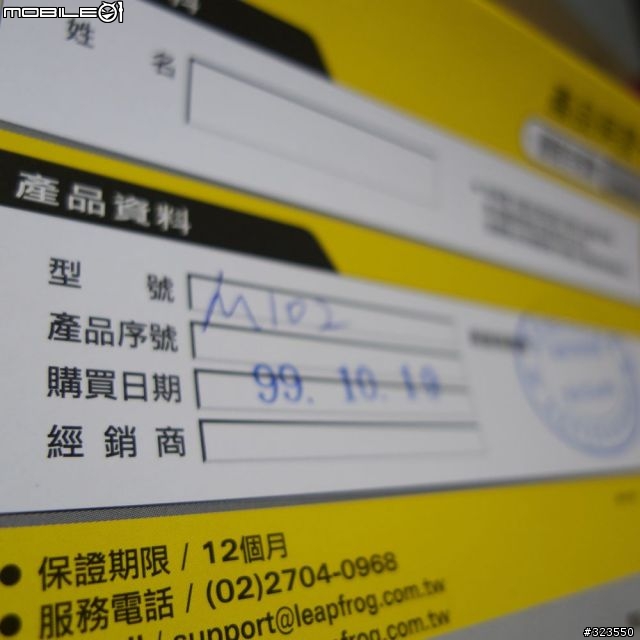 MOBILE01
料
姓名
產品資料
型號 M102
產品序號
購買日期 99.10.10
經銷商
保證期限 / 12個月
服務電話 / (02)2704-0968
support@leapfrog.com.tw
#323550